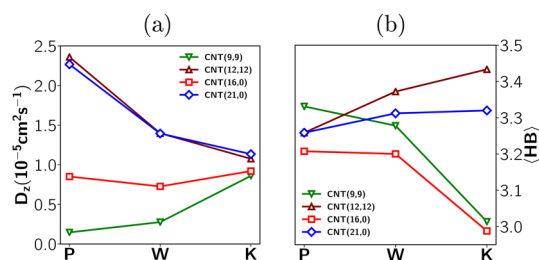 (a) (b)
2.5
2.0
1.5
1.0
0.5
0.0
D_z(10⁻⁵cm²s⁻¹)
CNT(9,9)
CNT(12,12)
CNT(16,0)
CNT(21,0)
P W K
3.5
3.4
3.3
3.2
3.1
3.0
⟨HB⟩
CNT(9,9)
CNT(12,12)
CNT(16,0)
CNT(21,0)
P W K